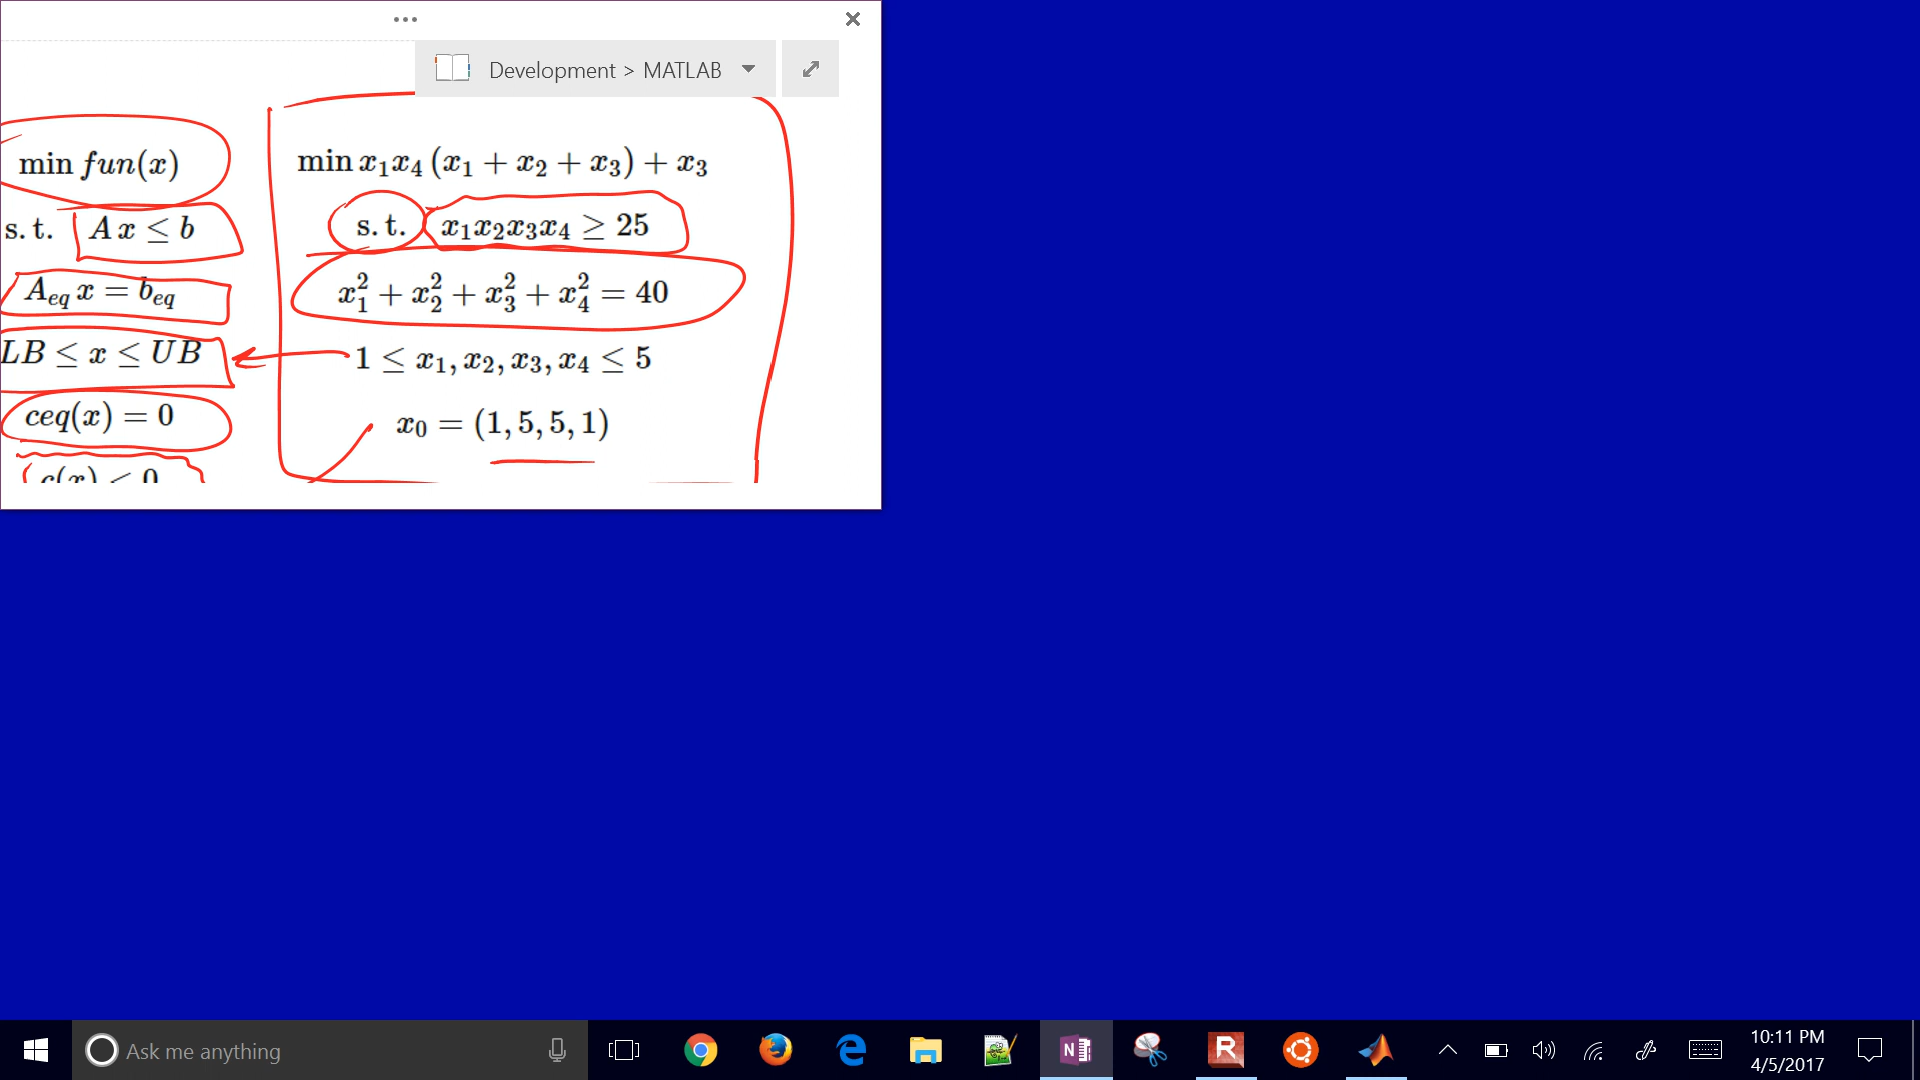 Development > MATLAB
min fun(x)
s.t. A x ≤ b
A_eq x = b_eq
LB ≤ x ≤ UB
ceq(x) = 0
c(x) ≤ 0
min x₁x₄ (x₁ + x₂ + x₃) + x₃
s.t. x₁x₂x₃x₄ ≥ 25
x₁² + x₂² + x₃² + x₄² = 40
1 ≤ x₁, x₂, x₃, x₄ ≤ 5
x₀ = (1, 5, 5, 1)
Ask me anything
N
R
10:11 PM
4/5/2017